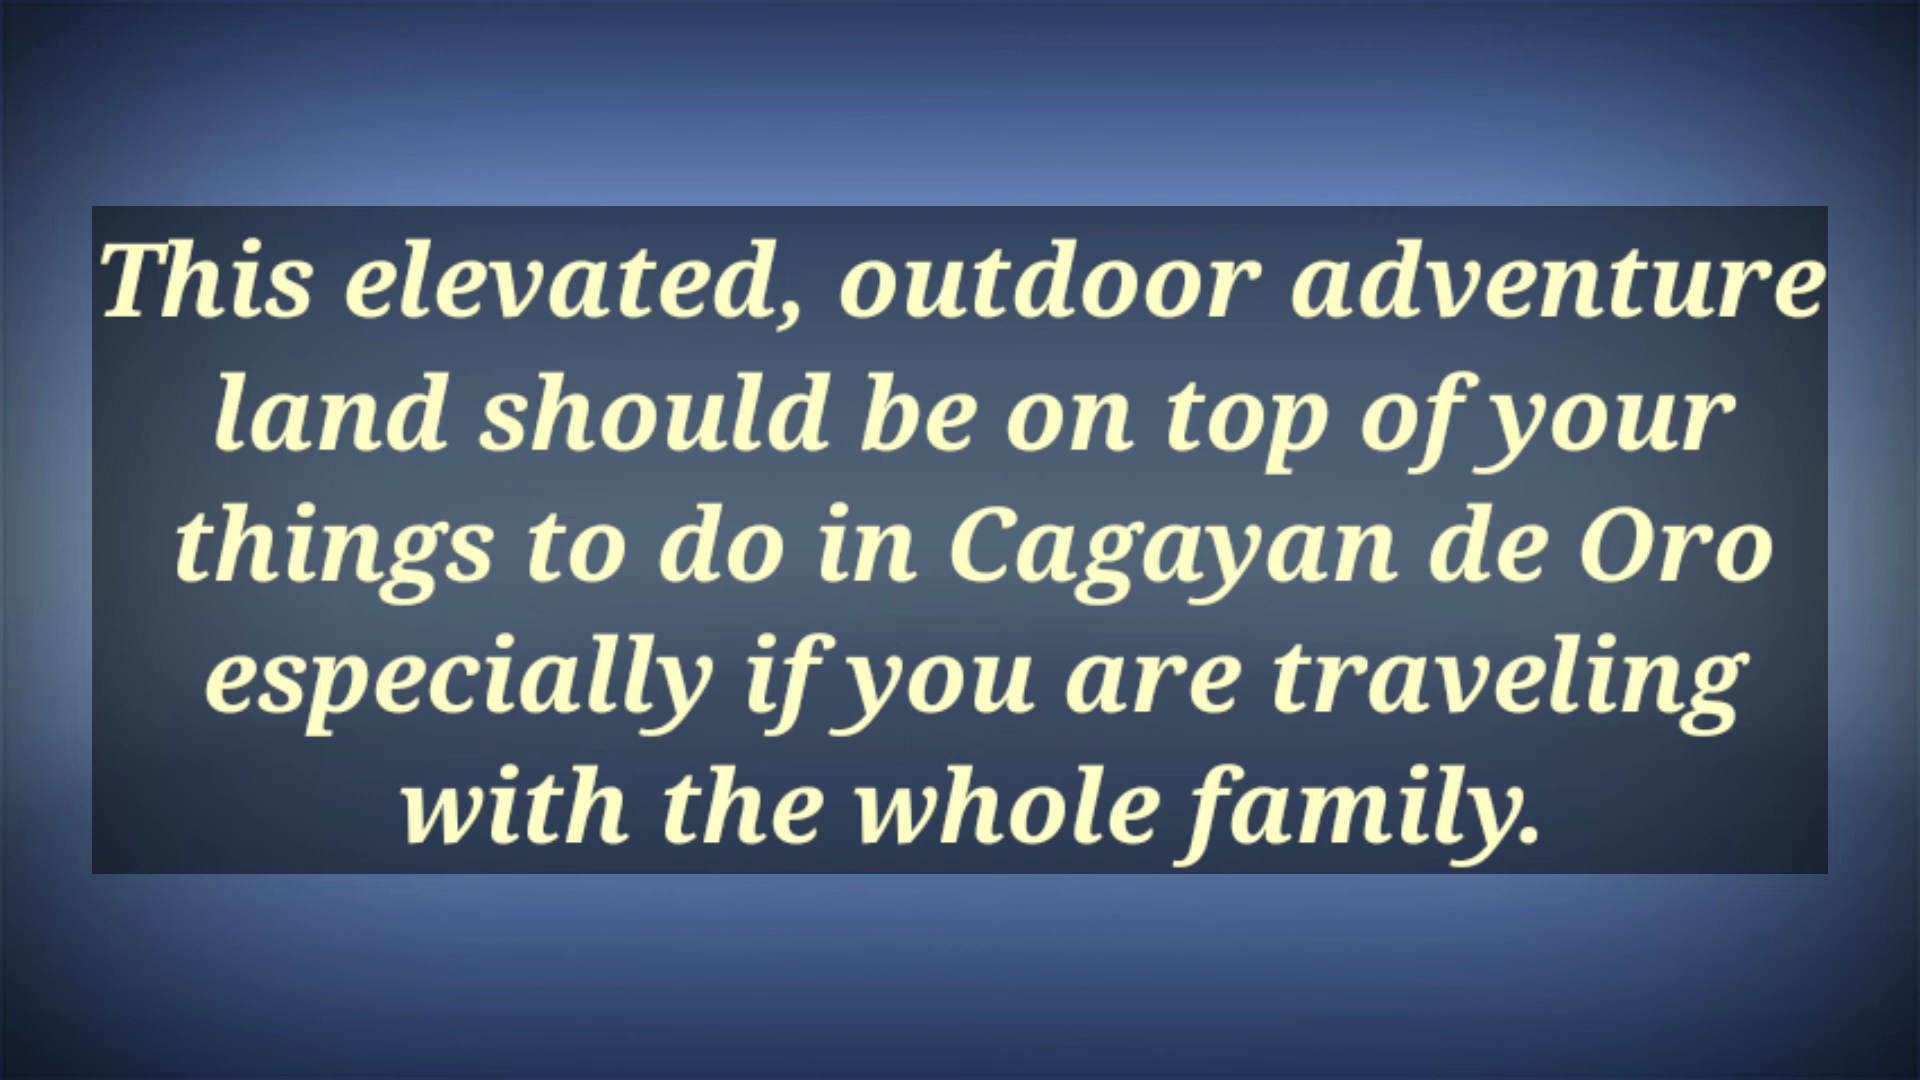 This elevated, outdoor adventure
land should be on top of your
things to do in Cagayan de Oro
especially if you are traveling
with the whole family.